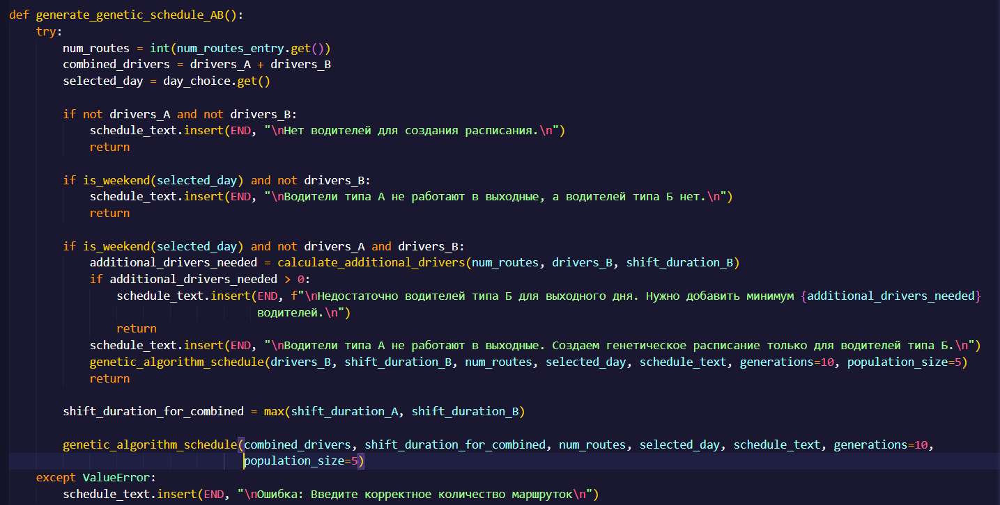 def generate_genetic_schedule_AB():
    try:
        num_routes = int(num_routes_entry.get())
        combined_drivers = drivers_A + drivers_B
        selected_day = day_choice.get()

        if not drivers_A and not drivers_B:
            schedule_text.insert(END, "\nНет водителей для создания расписания.\n")
            return

        if is_weekend(selected_day) and not drivers_B:
            schedule_text.insert(END, "\nВодители типа А не работают в выходные, а водителей типа Б нет.\n")
            return

        if is_weekend(selected_day) and not drivers_A and drivers_B:
            additional_drivers_needed = calculate_additional_drivers(num_routes, drivers_B, shift_duration_B)
            if additional_drivers_needed > 0:
                schedule_text.insert(END, f"\nНедостаточно водителей типа Б для выходного дня. Нужно добавить минимум {additional_drivers_needed}
                                     водителей.\n")
                return
            schedule_text.insert(END, "\nВодители типа А не работают в выходные. Создаем генетическое расписание только для водителей типа Б.\n")
            genetic_algorithm_schedule(drivers_B, shift_duration_B, num_routes, selected_day, schedule_text, generations=10, population_size=5)
            return

        shift_duration_for_combined = max(shift_duration_A, shift_duration_B)

        genetic_algorithm_schedule(combined_drivers, shift_duration_for_combined, num_routes, selected_day, schedule_text, generations=10,
                                   population_size=5)
    except ValueError:
        schedule_text.insert(END, "\nОшибка: Введите корректное количество маршруток\n")